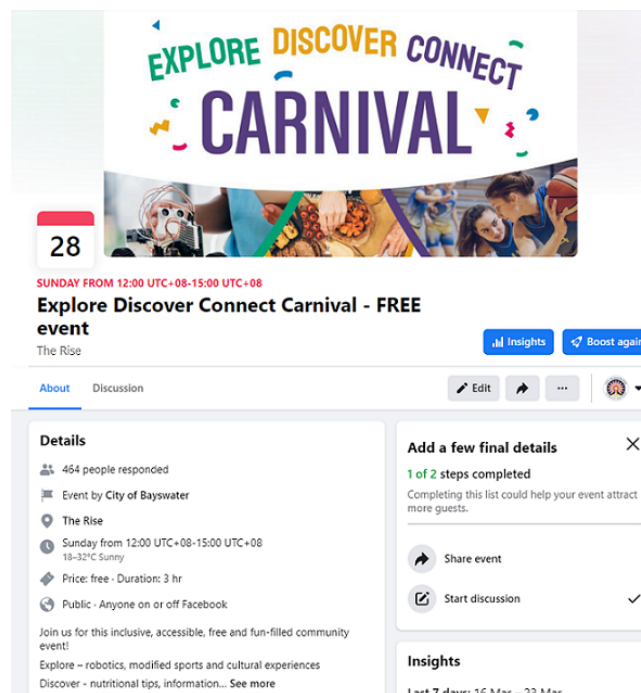 EXPLORE DISCOVER CONNECT
CARNIVAL
28
SUNDAY FROM 12:00 UTC+08-15:00 UTC+08
Explore Discover Connect Carnival - FREE
event
The Rise
Insights
Boost again
About
Discussion
Edit
Details
464 people responded
Event by City of Bayswater
The Rise
Sunday from 12:00 UTC+08-15:00 UTC+08
18–32°C Sunny
Price: free · Duration: 3 hr
Public · Anyone on or off Facebook
Join us for this inclusive, accessible, free and fun-filled community
event!
Explore – robotics, modified sports and cultural experiences
Discover - nutritional tips, information... See more
Add a few final details
1 of 2 steps completed
Completing this list could help your event attract
more guests.
Share event
Start discussion
Insights
Last 7 days: 16 Mar - 23 Mar